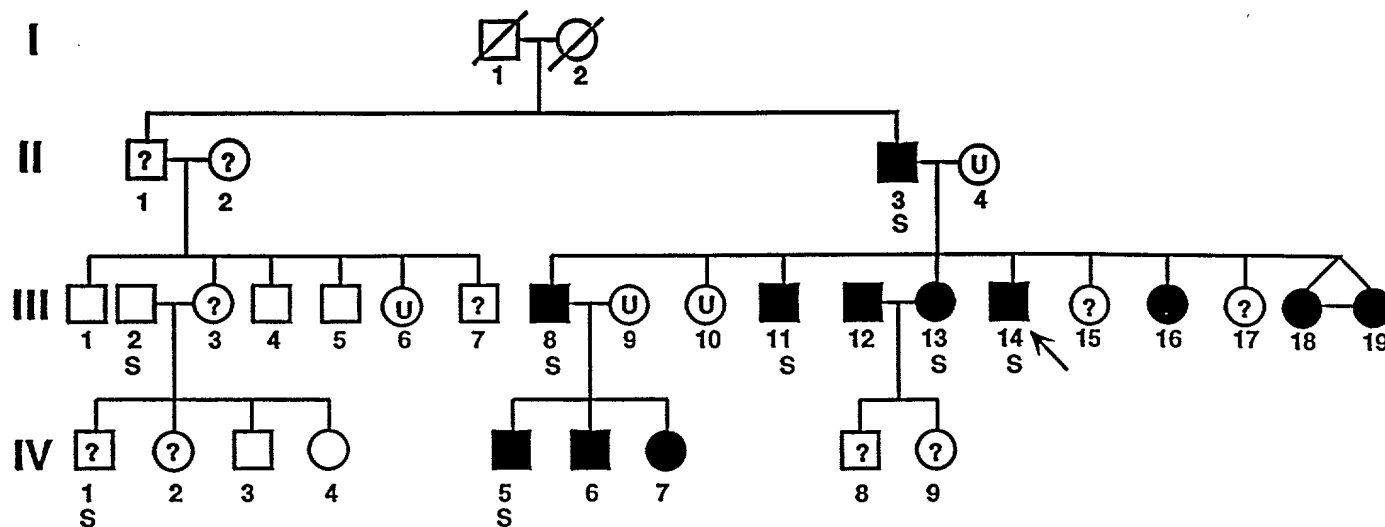 I
1 2
II
? ? U
1 2 3 4
S
? U ? U U ? ?
1 2 3 4 5 6 7 8 9 10 11 12 13 14 15 16 17 18 19
S S S S S
IV
? ? ? ?
1 2 3 4 5 6 7 8 9
S S
III